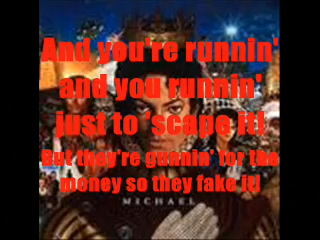 And you're runnin'
and you runnin'
just to 'scape it!
But they're gunnin' for the
money so they fake it!
MICHAEL